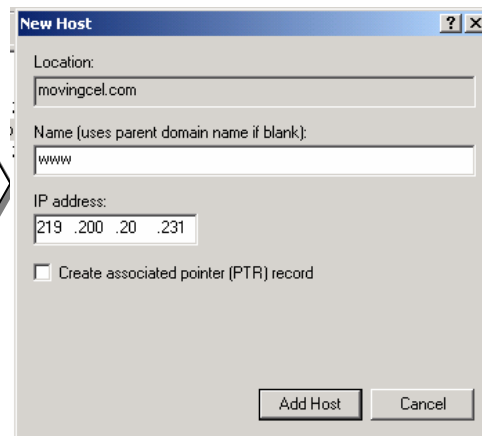 New Host
Location:
movingcel.com
Name (uses parent domain name if blank):
www
IP address:
219 .200 .20 .231
Create associated pointer (PTR) record
Add Host
Cancel